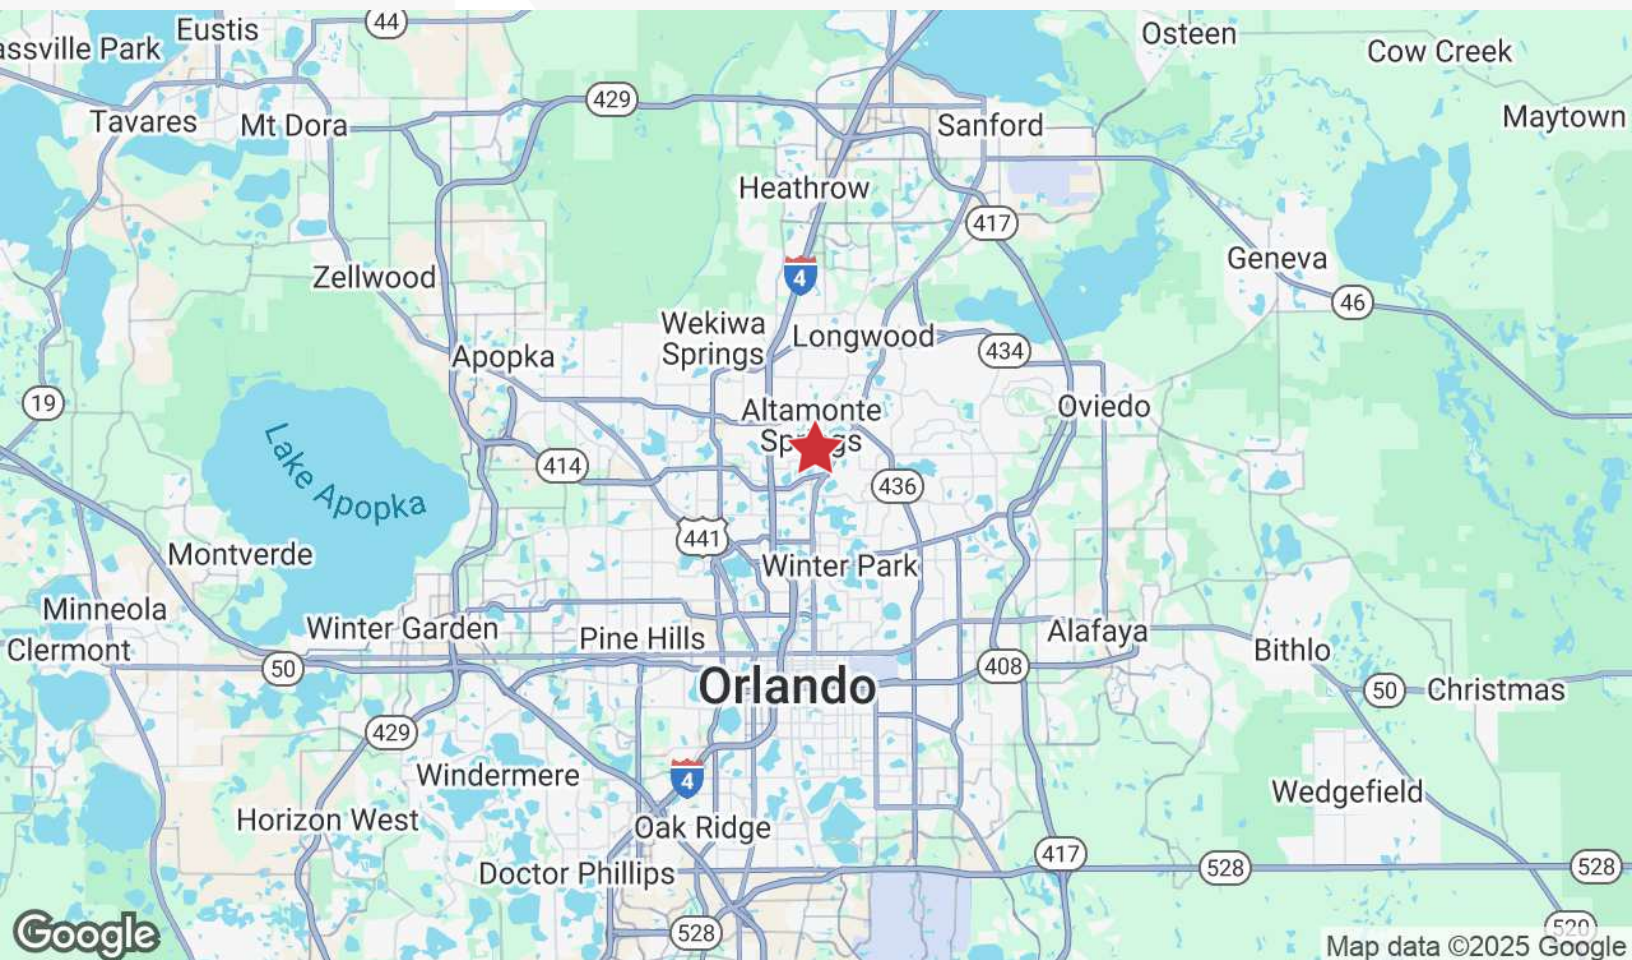 44
Eustis
Osteen
assville Park
Cow Creek
429
Tavares
Mt Dora
Sanford
Maytown
Heathrow
417
Geneva
Zellwood
4
46
Wekiwa
Springs
Longwood
434
Apopka
19
Altamonte
Springs
Oviedo
Lake Apopka
414
436
441
Montverde
Winter Park
Minneola
Winter Garden
Pine Hills
Alafaya
Clermont
Bithlo
50
408
Orlando
50
Christmas
429
Windermere
4
Wedgefield
Horizon West
Oak Ridge
417
Doctor Phillips
528
528
Google
528
520
Map data ©2025 Google